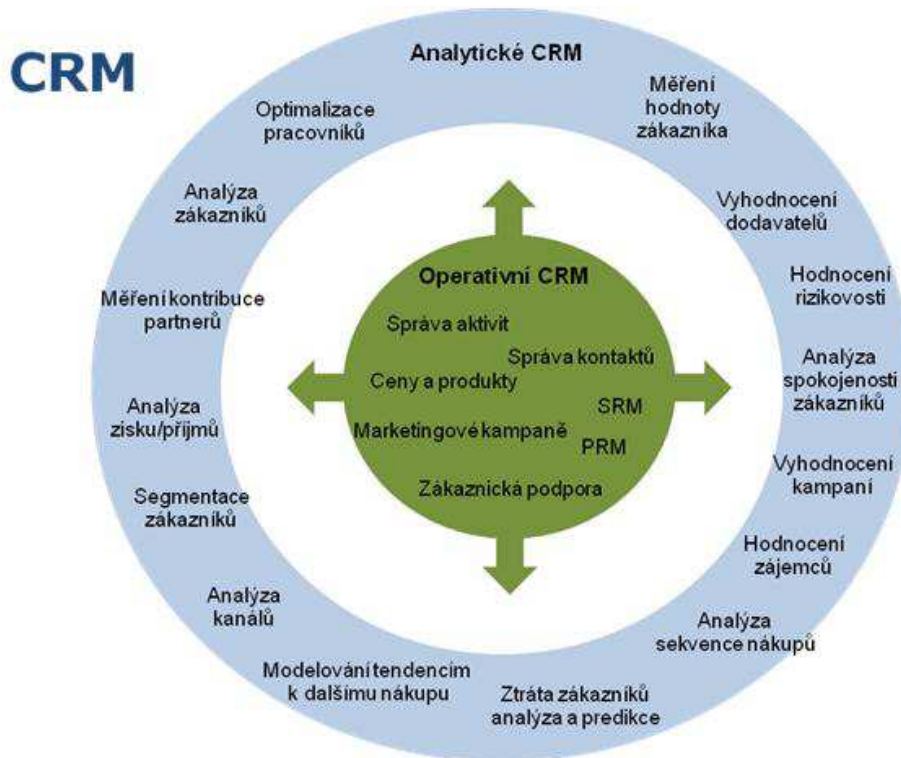 CRM
Analytické CRM
Měření
hodnoty
zákazníka
Optimalizace
pracovníků
Analýza
zákazníků
Vyhodnocení
dodavatelů
Hodnocení
rizikovosti
Měření kontribuce
partnerů
Analýza
spokojenosti
zákazníků
Analýza
zisku/příjmů
Vyhodnocení
kampaní
Segmentace
zákazníků
Hodnocení
zájemců
Analýza
kanálů
Analýza
sekvence nákupů
Modelování tendencím
k dalšímu nákupu
Ztráta zákazníků
analýza a predikce
Operativní CRM
Správa aktivit
Správa kontaktů
Ceny a produkty
SRM
Marketingové kampaně
PRM
Zákaznická podpora